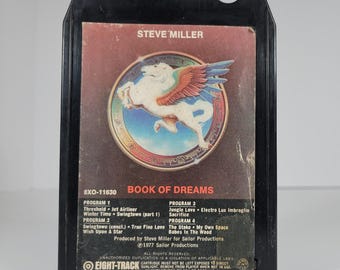 STEVE MILLER
BOOK OF DREAMS
8XO-11630
PROGRAM 1
Threshold • Jet Airliner
Winter Time • Swingtown (part 1)
PROGRAM 2
Swingtown (concl.) • True Fine Love
Wish Upon A Star
PROGRAM 3
Jungle Love • Electro Lux Imbroglio
Sacrifice
PROGRAM 4
The Stake • My Own Space
Babes In The Wood
Produced by Steve Miller for Sailor Productions
©1977 Sailor Productions
EIGHT-TRACK